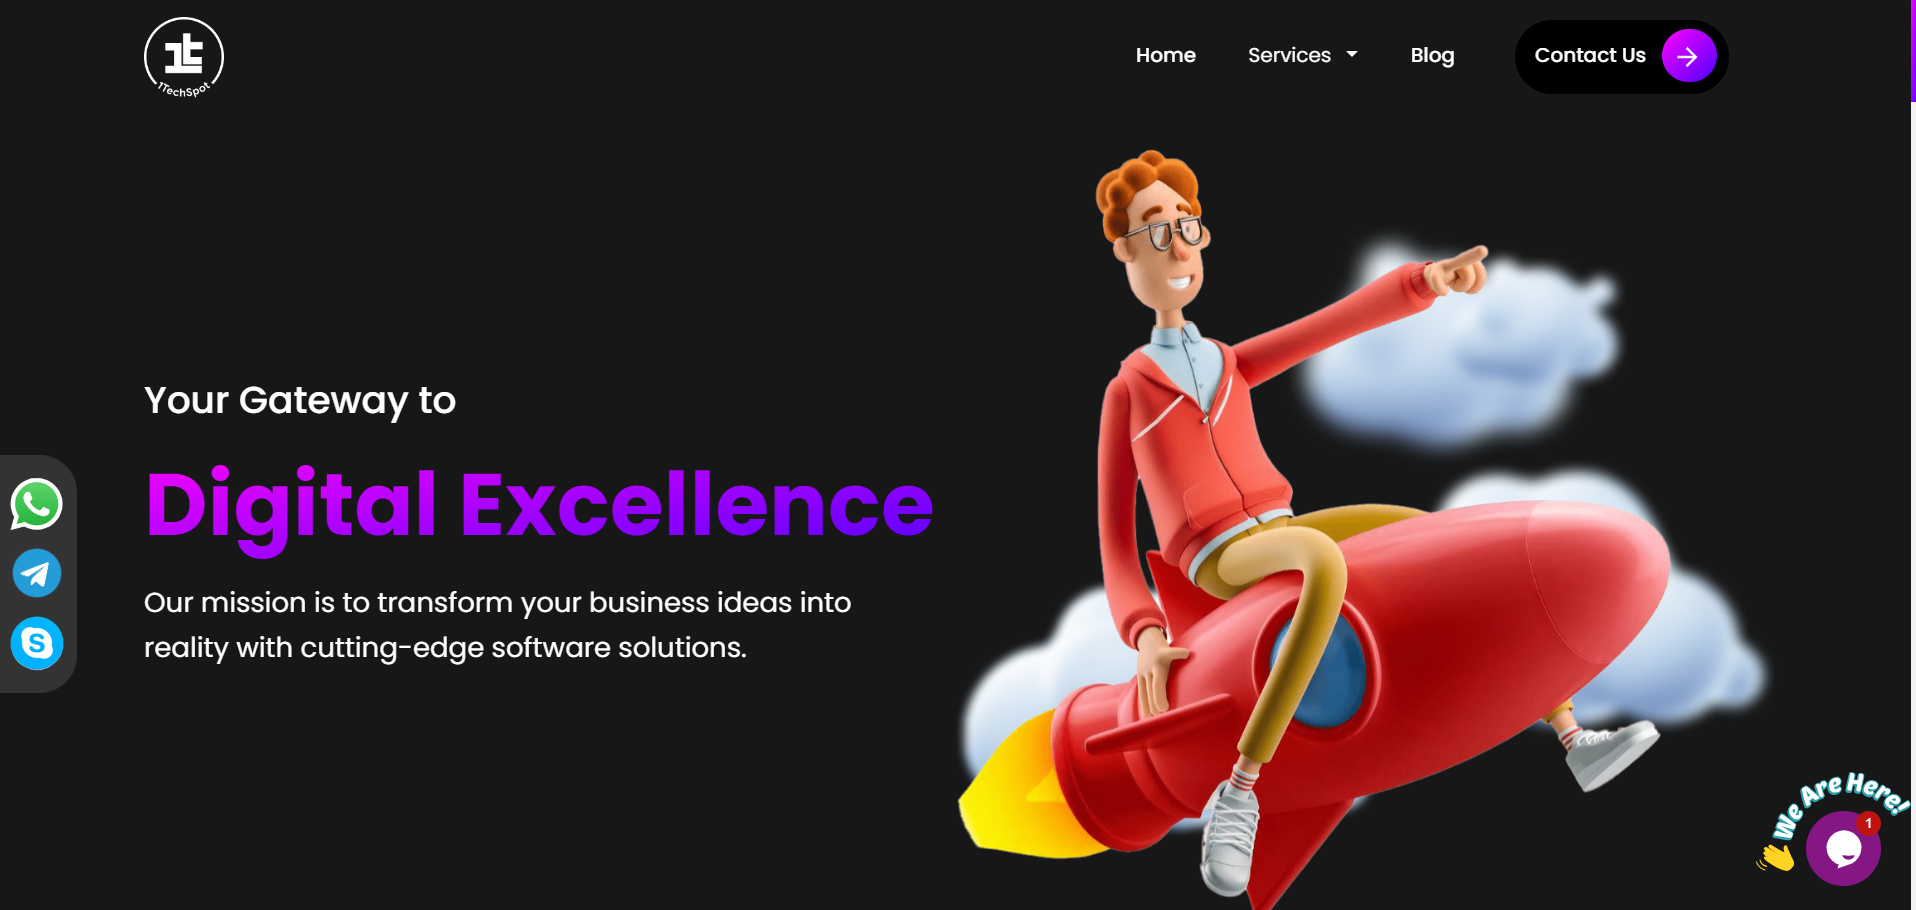 1TechSpot
Home Services Blog Contact Us
Your Gateway to
Digital Excellence
Our mission is to transform your business ideas into
reality with cutting-edge software solutions.
We Are Here!
1